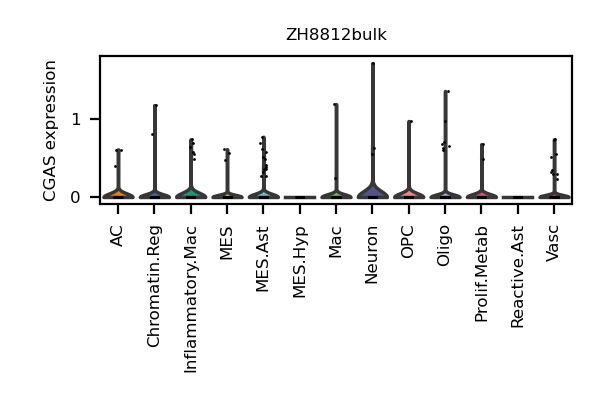 ZH8812bulk
CGAS expression
1
0
AC
Chromatin.Reg
Inflammatory.Mac
MES
MES.Ast
MES.Hyp
Mac
Neuron
OPC
Oligo
Prolif.Metab
Reactive.Ast
Vasc